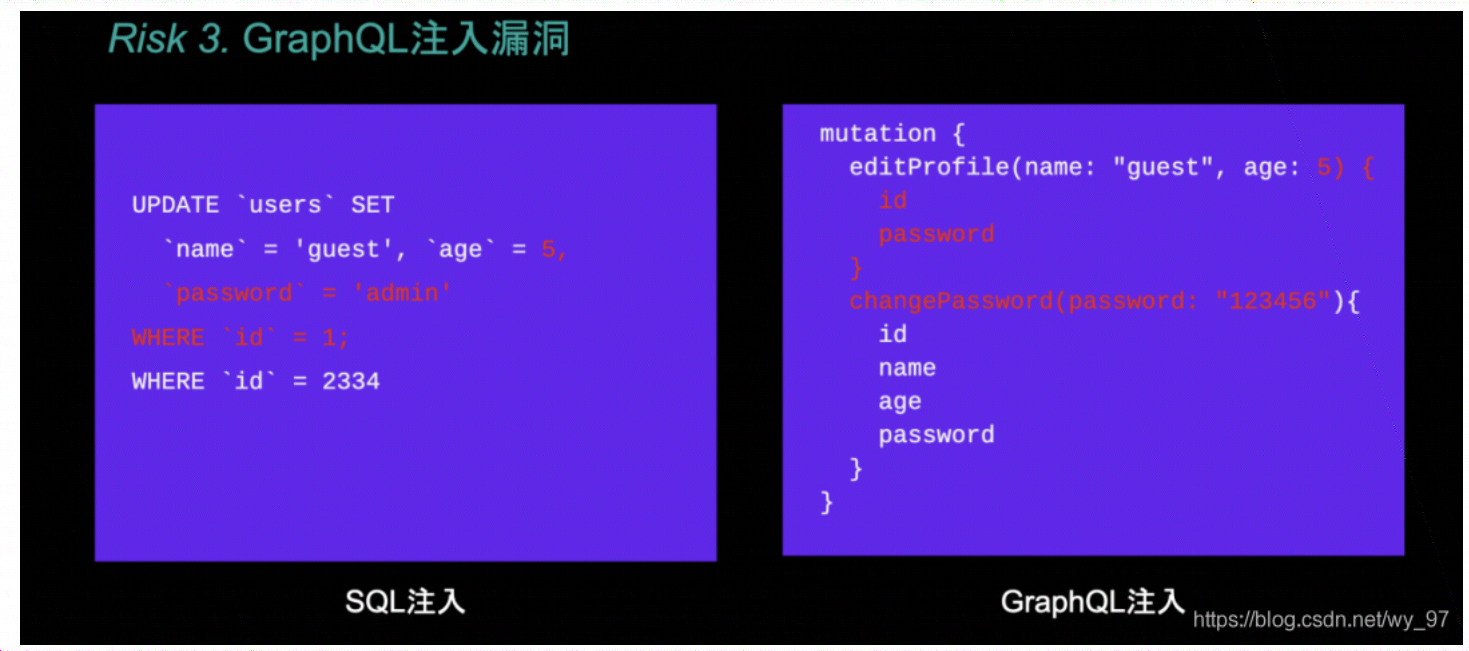 Risk 3. GraphQL注入漏洞
UPDATE `users` SET
`name` = 'guest', `age` = 5,
`password` = 'admin'
WHERE `id` = 1;
WHERE `id` = 2334
SQL注入
mutation {
editProfile(name: "guest", age: 5) {
id
password
}
changePassword(password: "123456"){
id
name
age
password
}
}
GraphQL注入
https://blog.csdn.net/wy_97